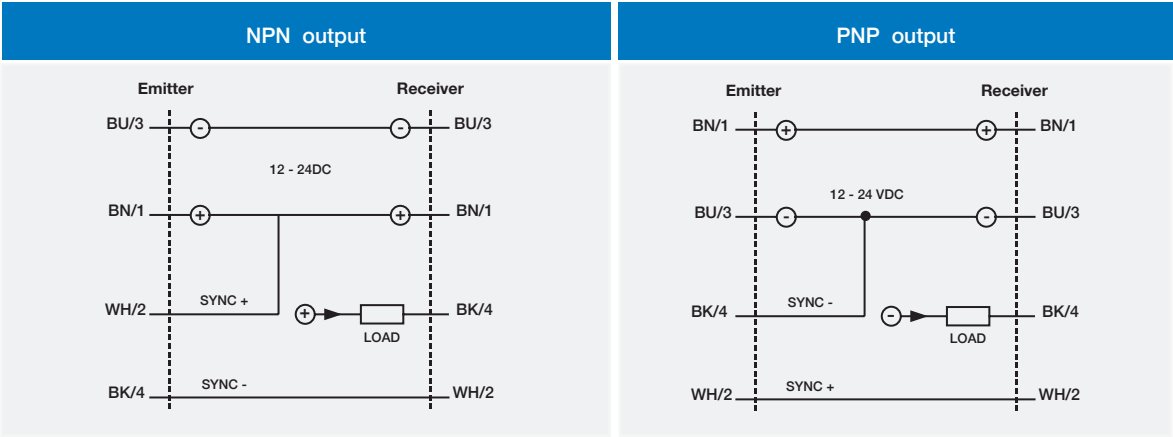 NPN output
Emitter Receiver
BU/3 - - BU/3
12 - 24DC
BN/1 + + BN/1
WH/2 SYNC + + BK/4
LOAD
BK/4 SYNC - WH/2
PNP output
Emitter Receiver
BN/1 + + BN/1
12 - 24 VDC
BU/3 - - BU/3
BK/4 SYNC - - BK/4
LOAD
WH/2 SYNC + WH/2